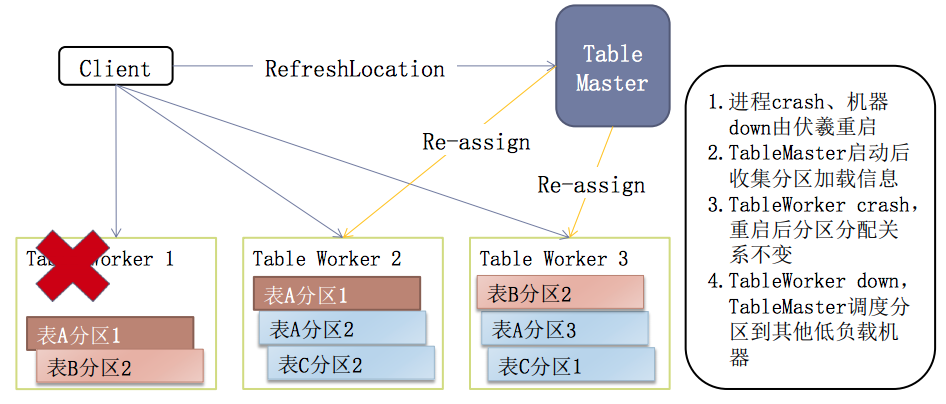 Client
RefreshLocation
Table
Master
Re-assign
Re-assign
Table Worker 1
表A分区1
表B分区2
Table Worker 2
表A分区1
表A分区2
表C分区2
Table Worker 3
表B分区2
表A分区3
表C分区1
1. 进程crash、机器
down由伏羲重启
2. TableMaster启动后
收集分区加载信息
3. TableWorker crash，
重启后分区分配关
系不变
4. TableWorker down，
TableMaster调度分
区到其他低负载机
器